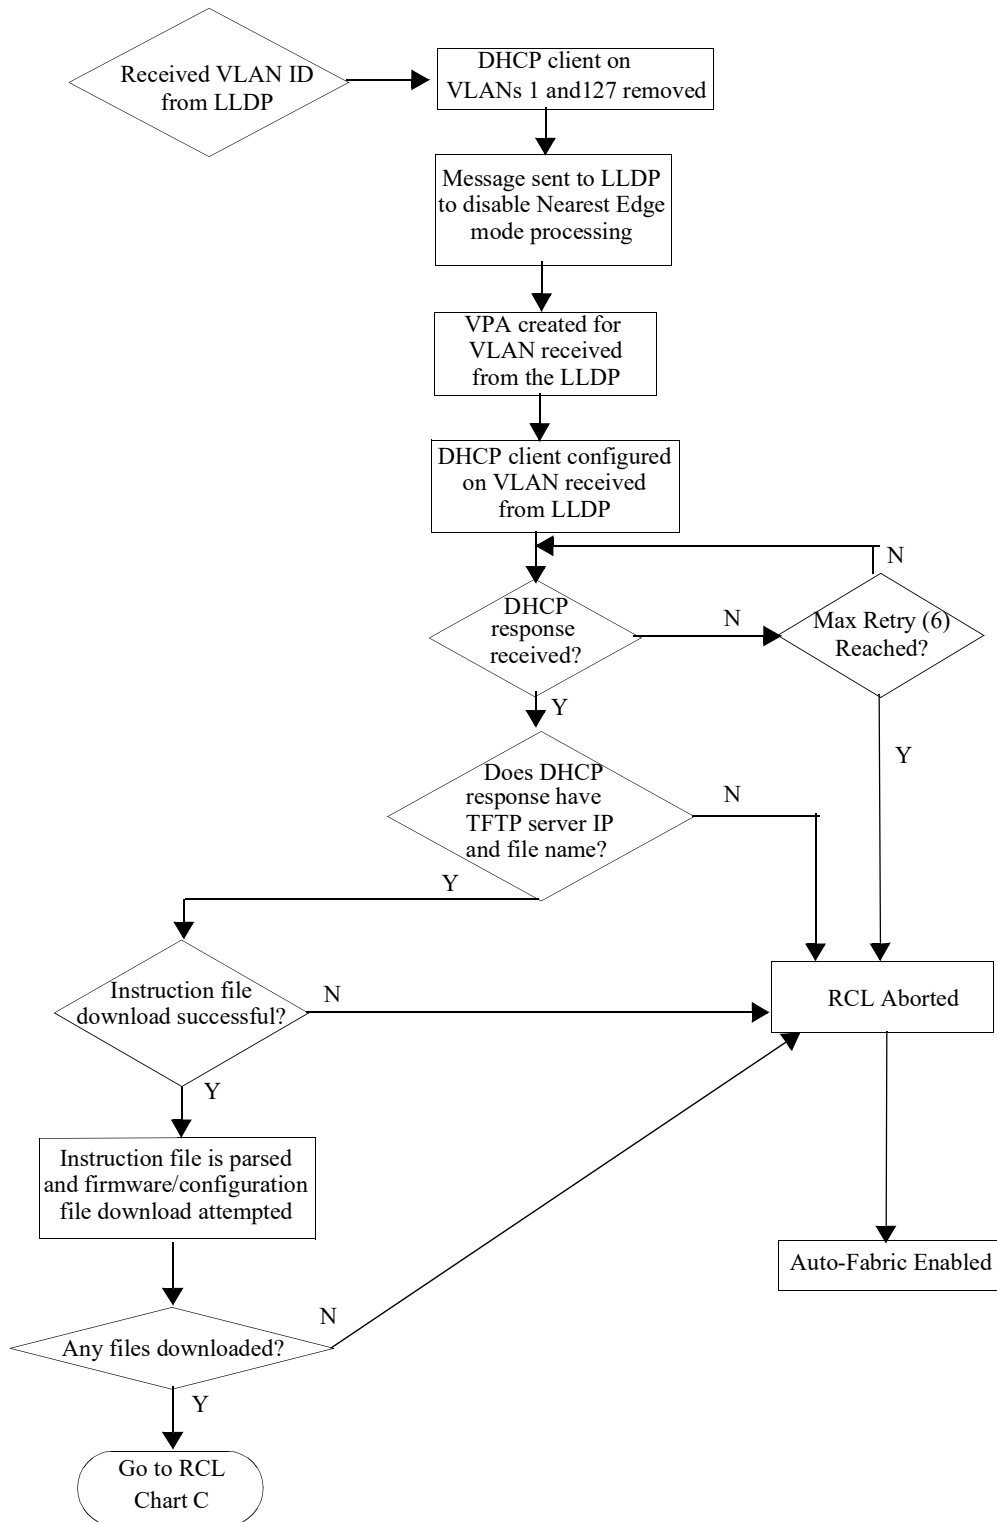 Received VLAN ID
from LLDP
DHCP client on
VLANs 1 and127 removed
Message sent to LLDP
to disable Nearest Edge
mode processing
VPA created for
VLAN received
from the LLDP
DHCP client configured
on VLAN received
from LLDP
N
DHCP
response
received?
N
Max Retry (6)
Reached?
Y
Y
Does DHCP
response have
TFTP server IP
and file name?
N
Y
Instruction file
download successful?
N
RCL Aborted
Y
Instruction file is parsed
and firmware/configuration
file download attempted
Auto-Fabric Enabled
N
Any files downloaded?
Y
Go to RCL
Chart C